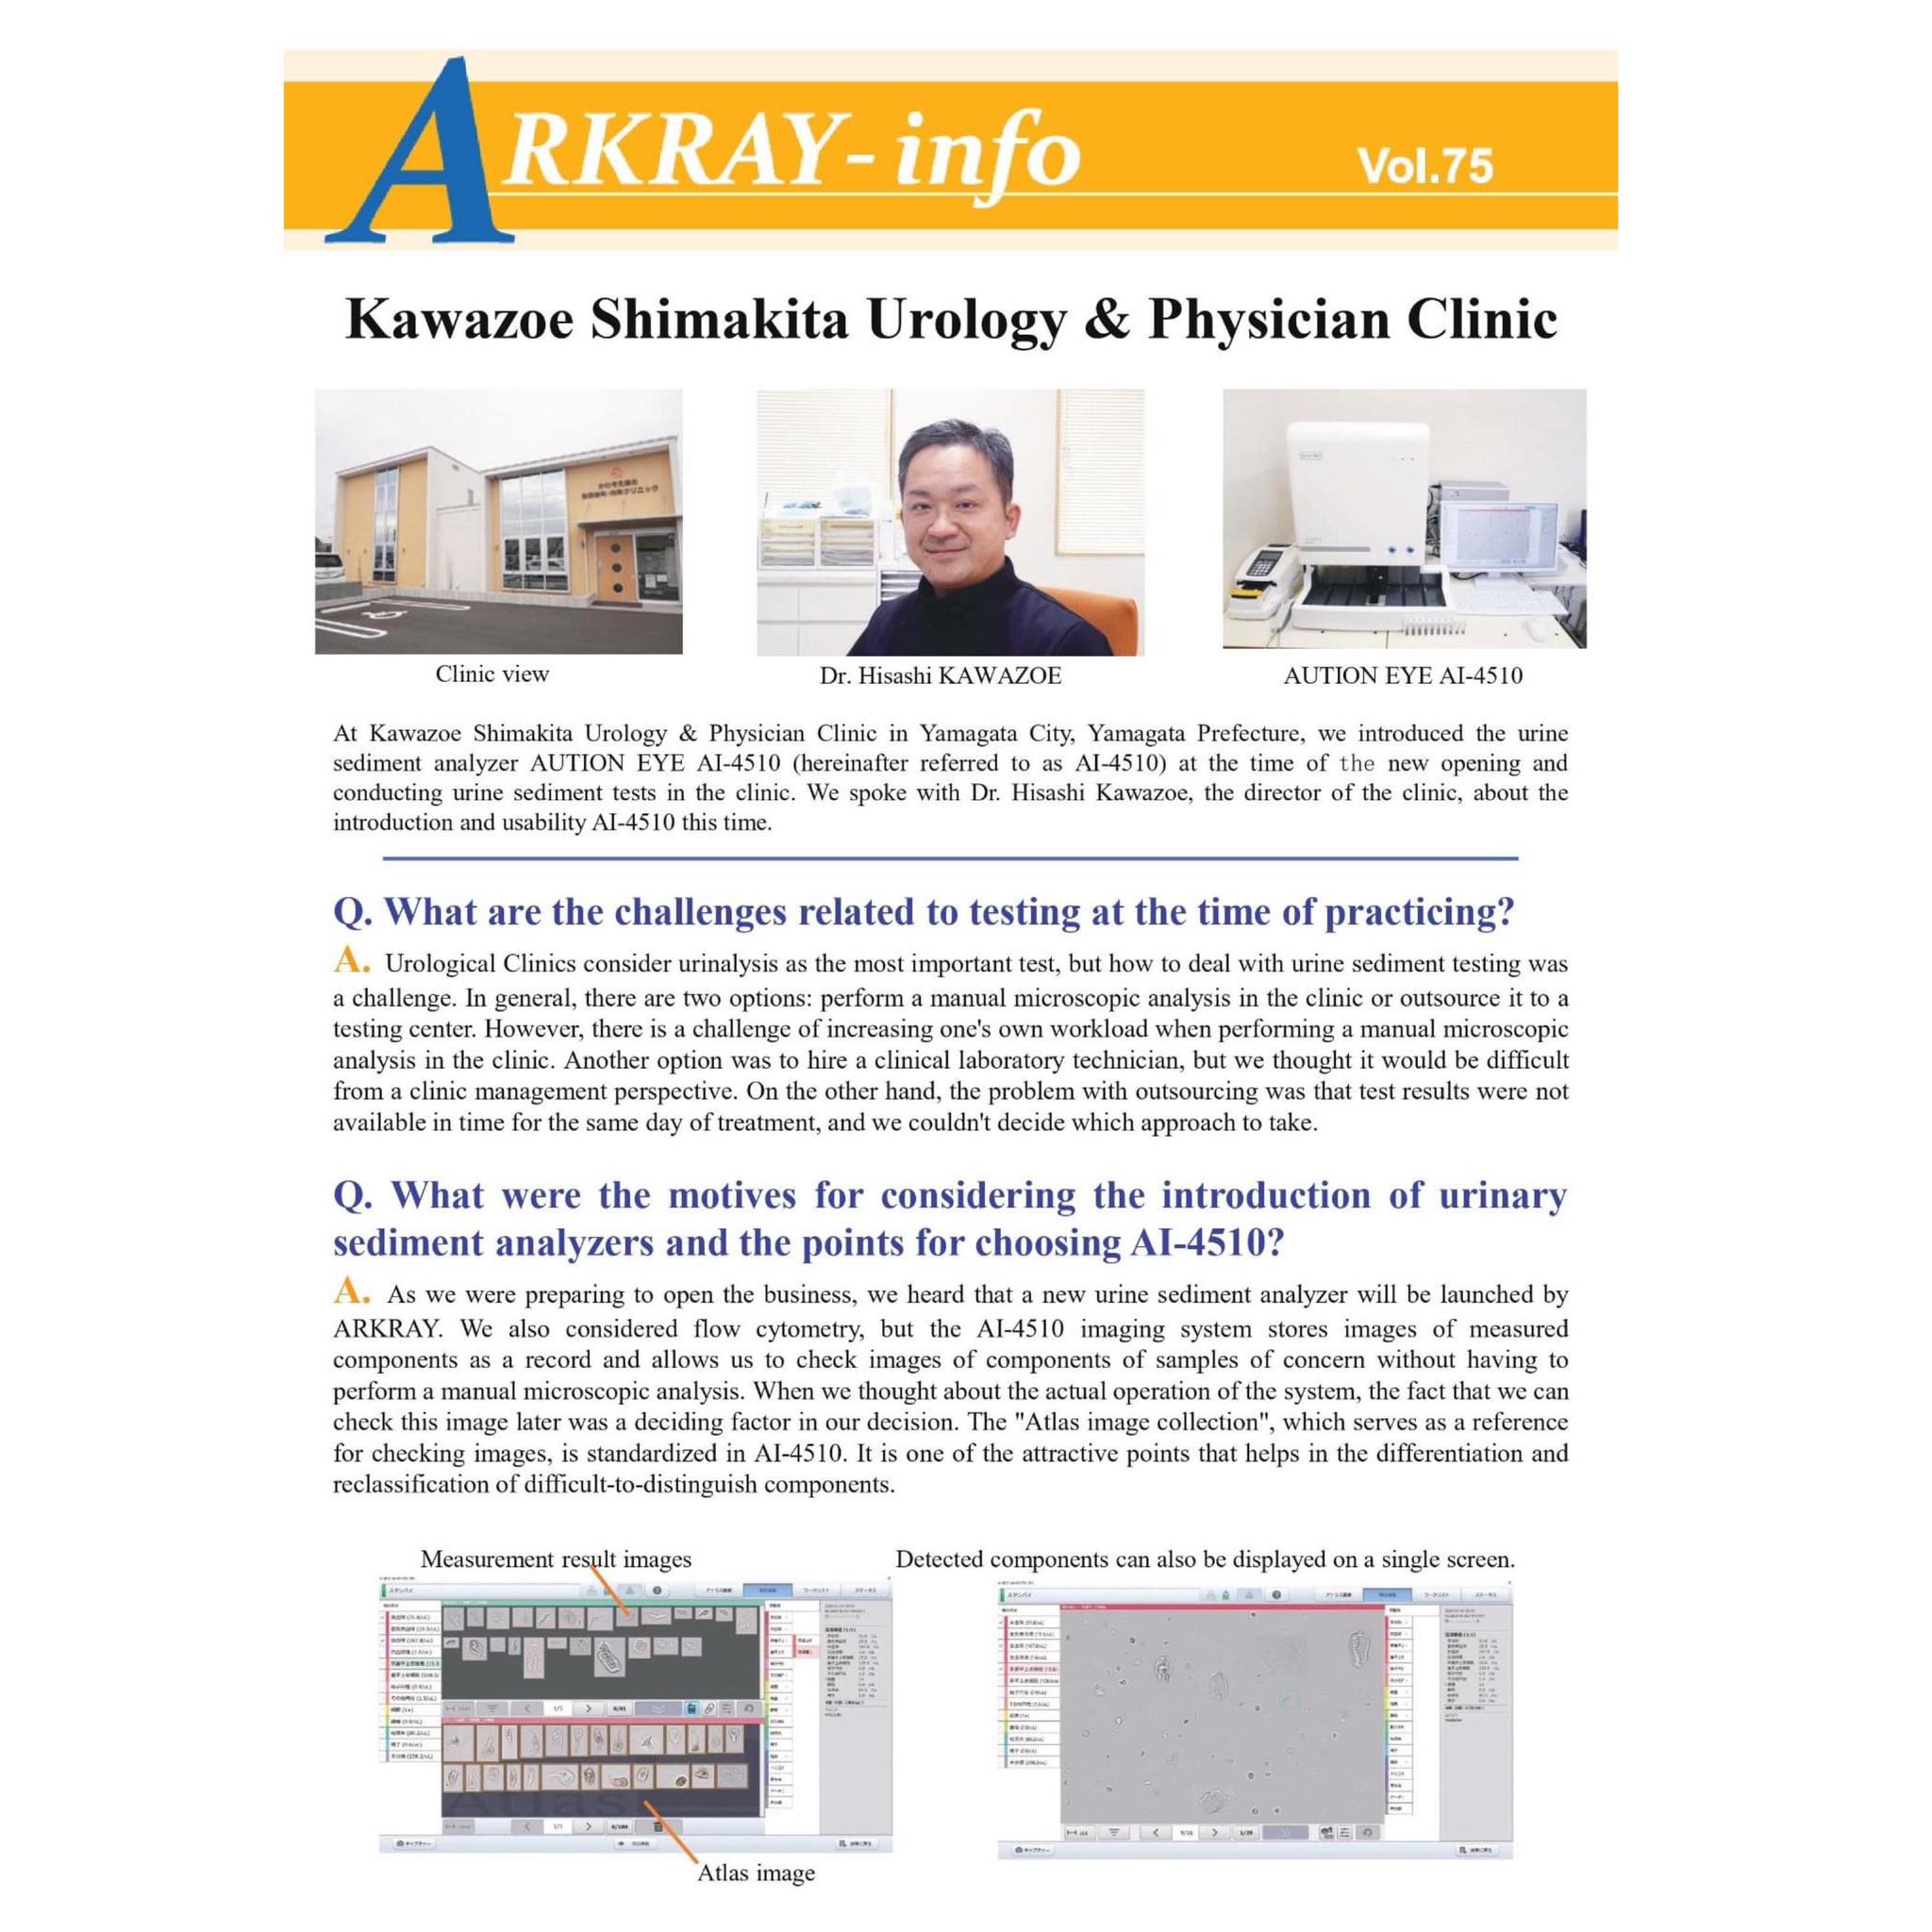 ARKRAY-info
Vol.75
Kawazoe Shimakita Urology & Physician Clinic
Clinic view
Dr. Hisashi KAWAZOE
AUTION EYE AI-4510
At Kawazoe Shimakita Urology & Physician Clinic in Yamagata City, Yamagata Prefecture, we introduced the urine
sediment analyzer AUTION EYE AI-4510 (hereinafter referred to as AI-4510) at the time of the new opening and
conducting urine sediment tests in the clinic. We spoke with Dr. Hisashi Kawazoe, the director of the clinic, about the
introduction and usability AI-4510 this time.
Q. What are the challenges related to testing at the time of practicing?
A. Urological Clinics consider urinalysis as the most important test, but how to deal with urine sediment testing was
a challenge. In general, there are two options: perform a manual microscopic analysis in the clinic or outsource it to a
testing center. However, there is a challenge of increasing one's own workload when performing a manual microscopic
analysis in the clinic. Another option was to hire a clinical laboratory technician, but we thought it would be difficult
from a clinic management perspective. On the other hand, the problem with outsourcing was that test results were not
available in time for the same day of treatment, and we couldn't decide which approach to take.
Q. What were the motives for considering the introduction of urinary
sediment analyzers and the points for choosing AI-4510?
A. As we were preparing to open the business, we heard that a new urine sediment analyzer will be launched by
ARKRAY. We also considered flow cytometry, but the AI-4510 imaging system stores images of measured
components as a record and allows us to check images of components of samples of concern without having to
perform a manual microscopic analysis. When we thought about the actual operation of the system, the fact that we can
check this image later was a deciding factor in our decision. The "Atlas image collection", which serves as a reference
for checking images, is standardized in AI-4510. It is one of the attractive points that helps in the differentiation and
reclassification of difficult-to-distinguish components.
Measurement result images
Detected components can also be displayed on a single screen.
Atlas
Atlas image